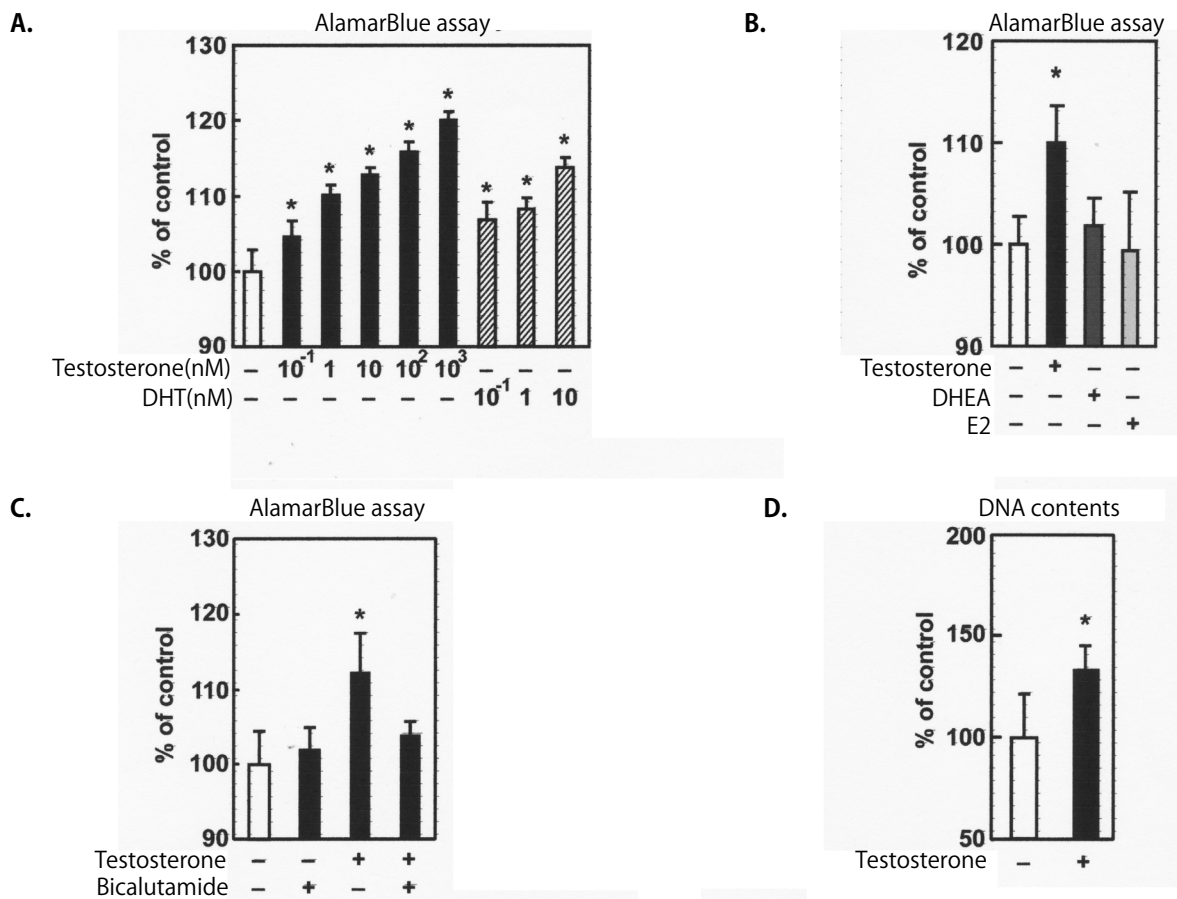 A.
AlamarBlue assay
130
120
110
100
90
% of control
*
*
*
*
*
*
*
*
Testosterone(nM) – 10⁻¹ 1 10 10² 10³ – – –
DHT(nM) – – – – – – 10⁻¹ 1 10
B.
AlamarBlue assay
120
115
110
100
90
% of control
*
Testosterone – + – –
DHEA – – + –
E2 – – – +
C.
AlamarBlue assay
130
120
110
100
90
% of control
*
Testosterone – – + +
Bicalutamide – + – +
D.
DNA contents
200
150
100
50
% of control
*
Testosterone – +